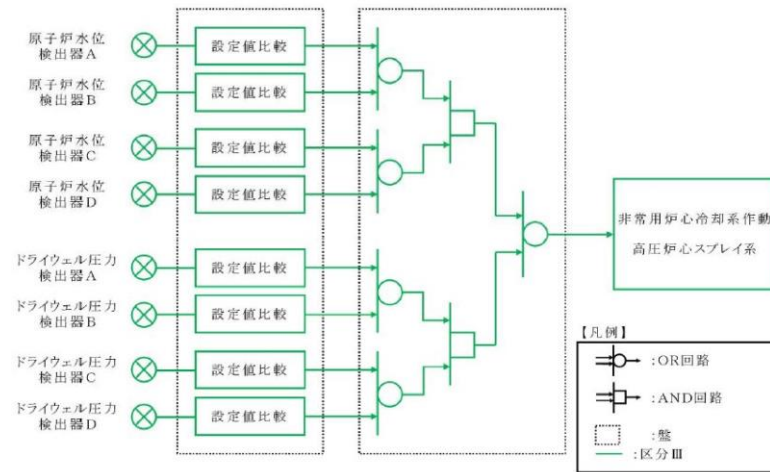 原子炉水位
検出器A
設定値比較
原子炉水位
検出器B
設定値比較
原子炉水位
検出器C
設定値比較
原子炉水位
検出器D
設定値比較
ドライウェル圧力
検出器A
設定値比較
ドライウェル圧力
検出器B
設定値比較
ドライウェル圧力
検出器C
設定値比較
ドライウェル圧力
検出器D
設定値比較
非常用炉心冷却系作動
高圧炉心スプレイ系
【凡例】
:OR回路
:AND回路
:盤
:区分Ⅲ